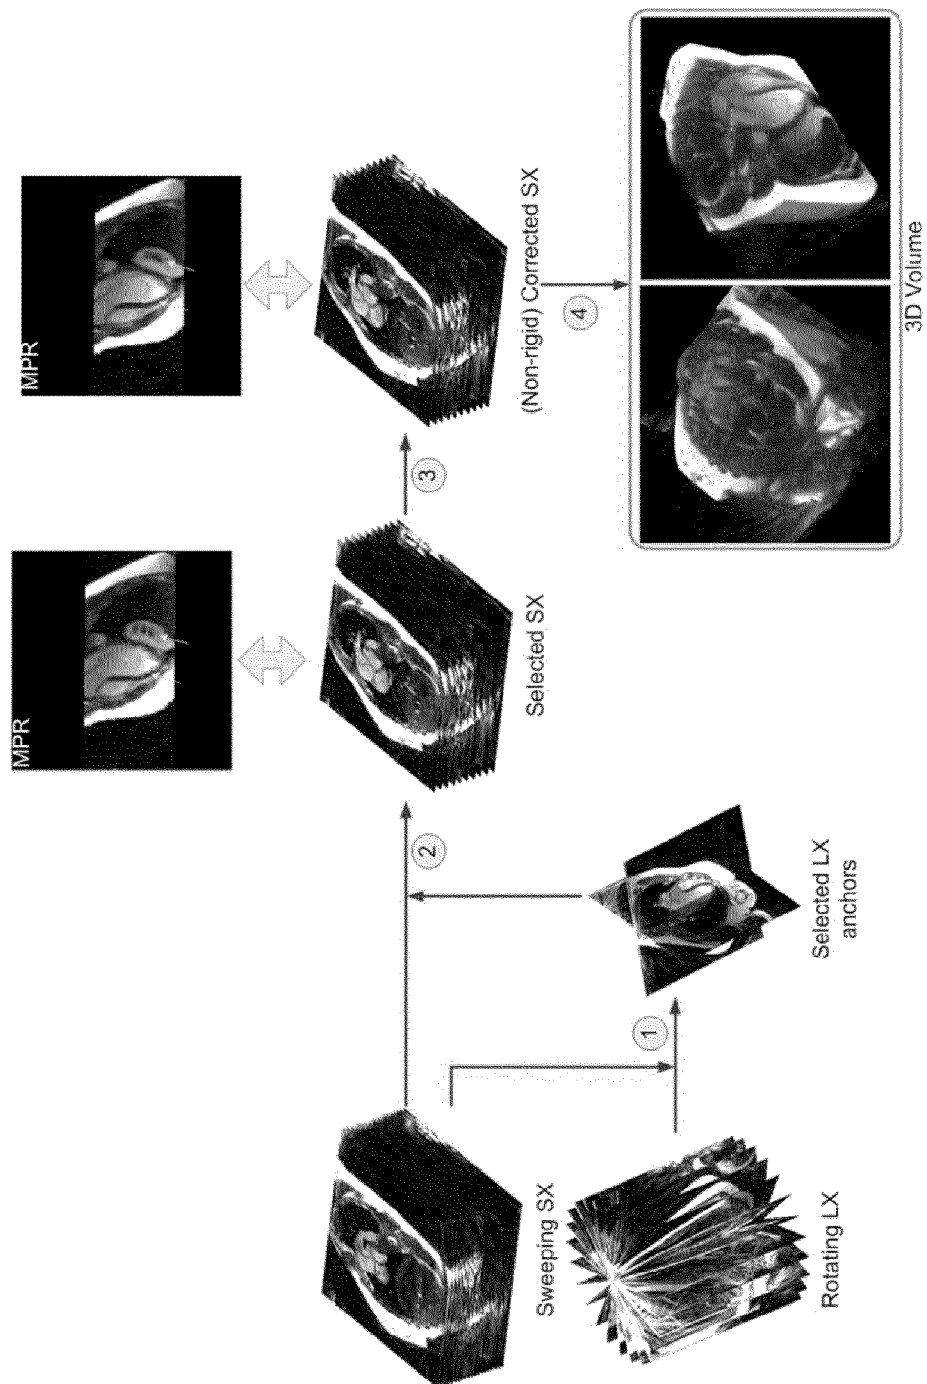 Sweeping SX
Rotating LX
1
Selected LX
anchors
2
MPR
Selected SX
3
MPR
(Non-rigid) Corrected SX
4
3D Volume